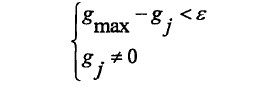 g_max − g_j < ε
g_j ≠ 0